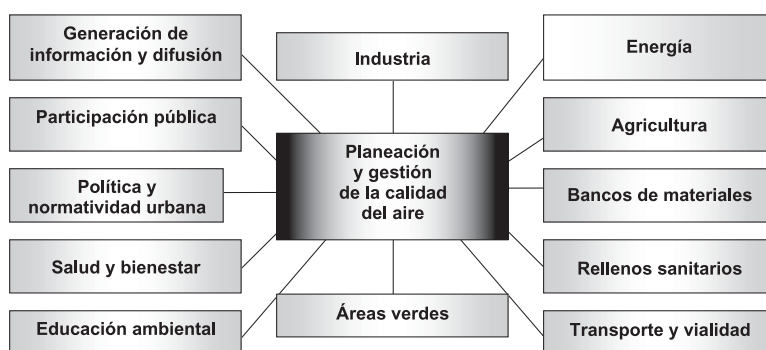 Generación de
información y difusión
Industria
Energía
Participación pública
Agricultura
Planeación
y gestión
de la calidad
del aire
Política y
normatividad urbana
Bancos de materiales
Salud y bienestar
Rellenos sanitarios
Educación ambiental
Áreas verdes
Transporte y vialidad